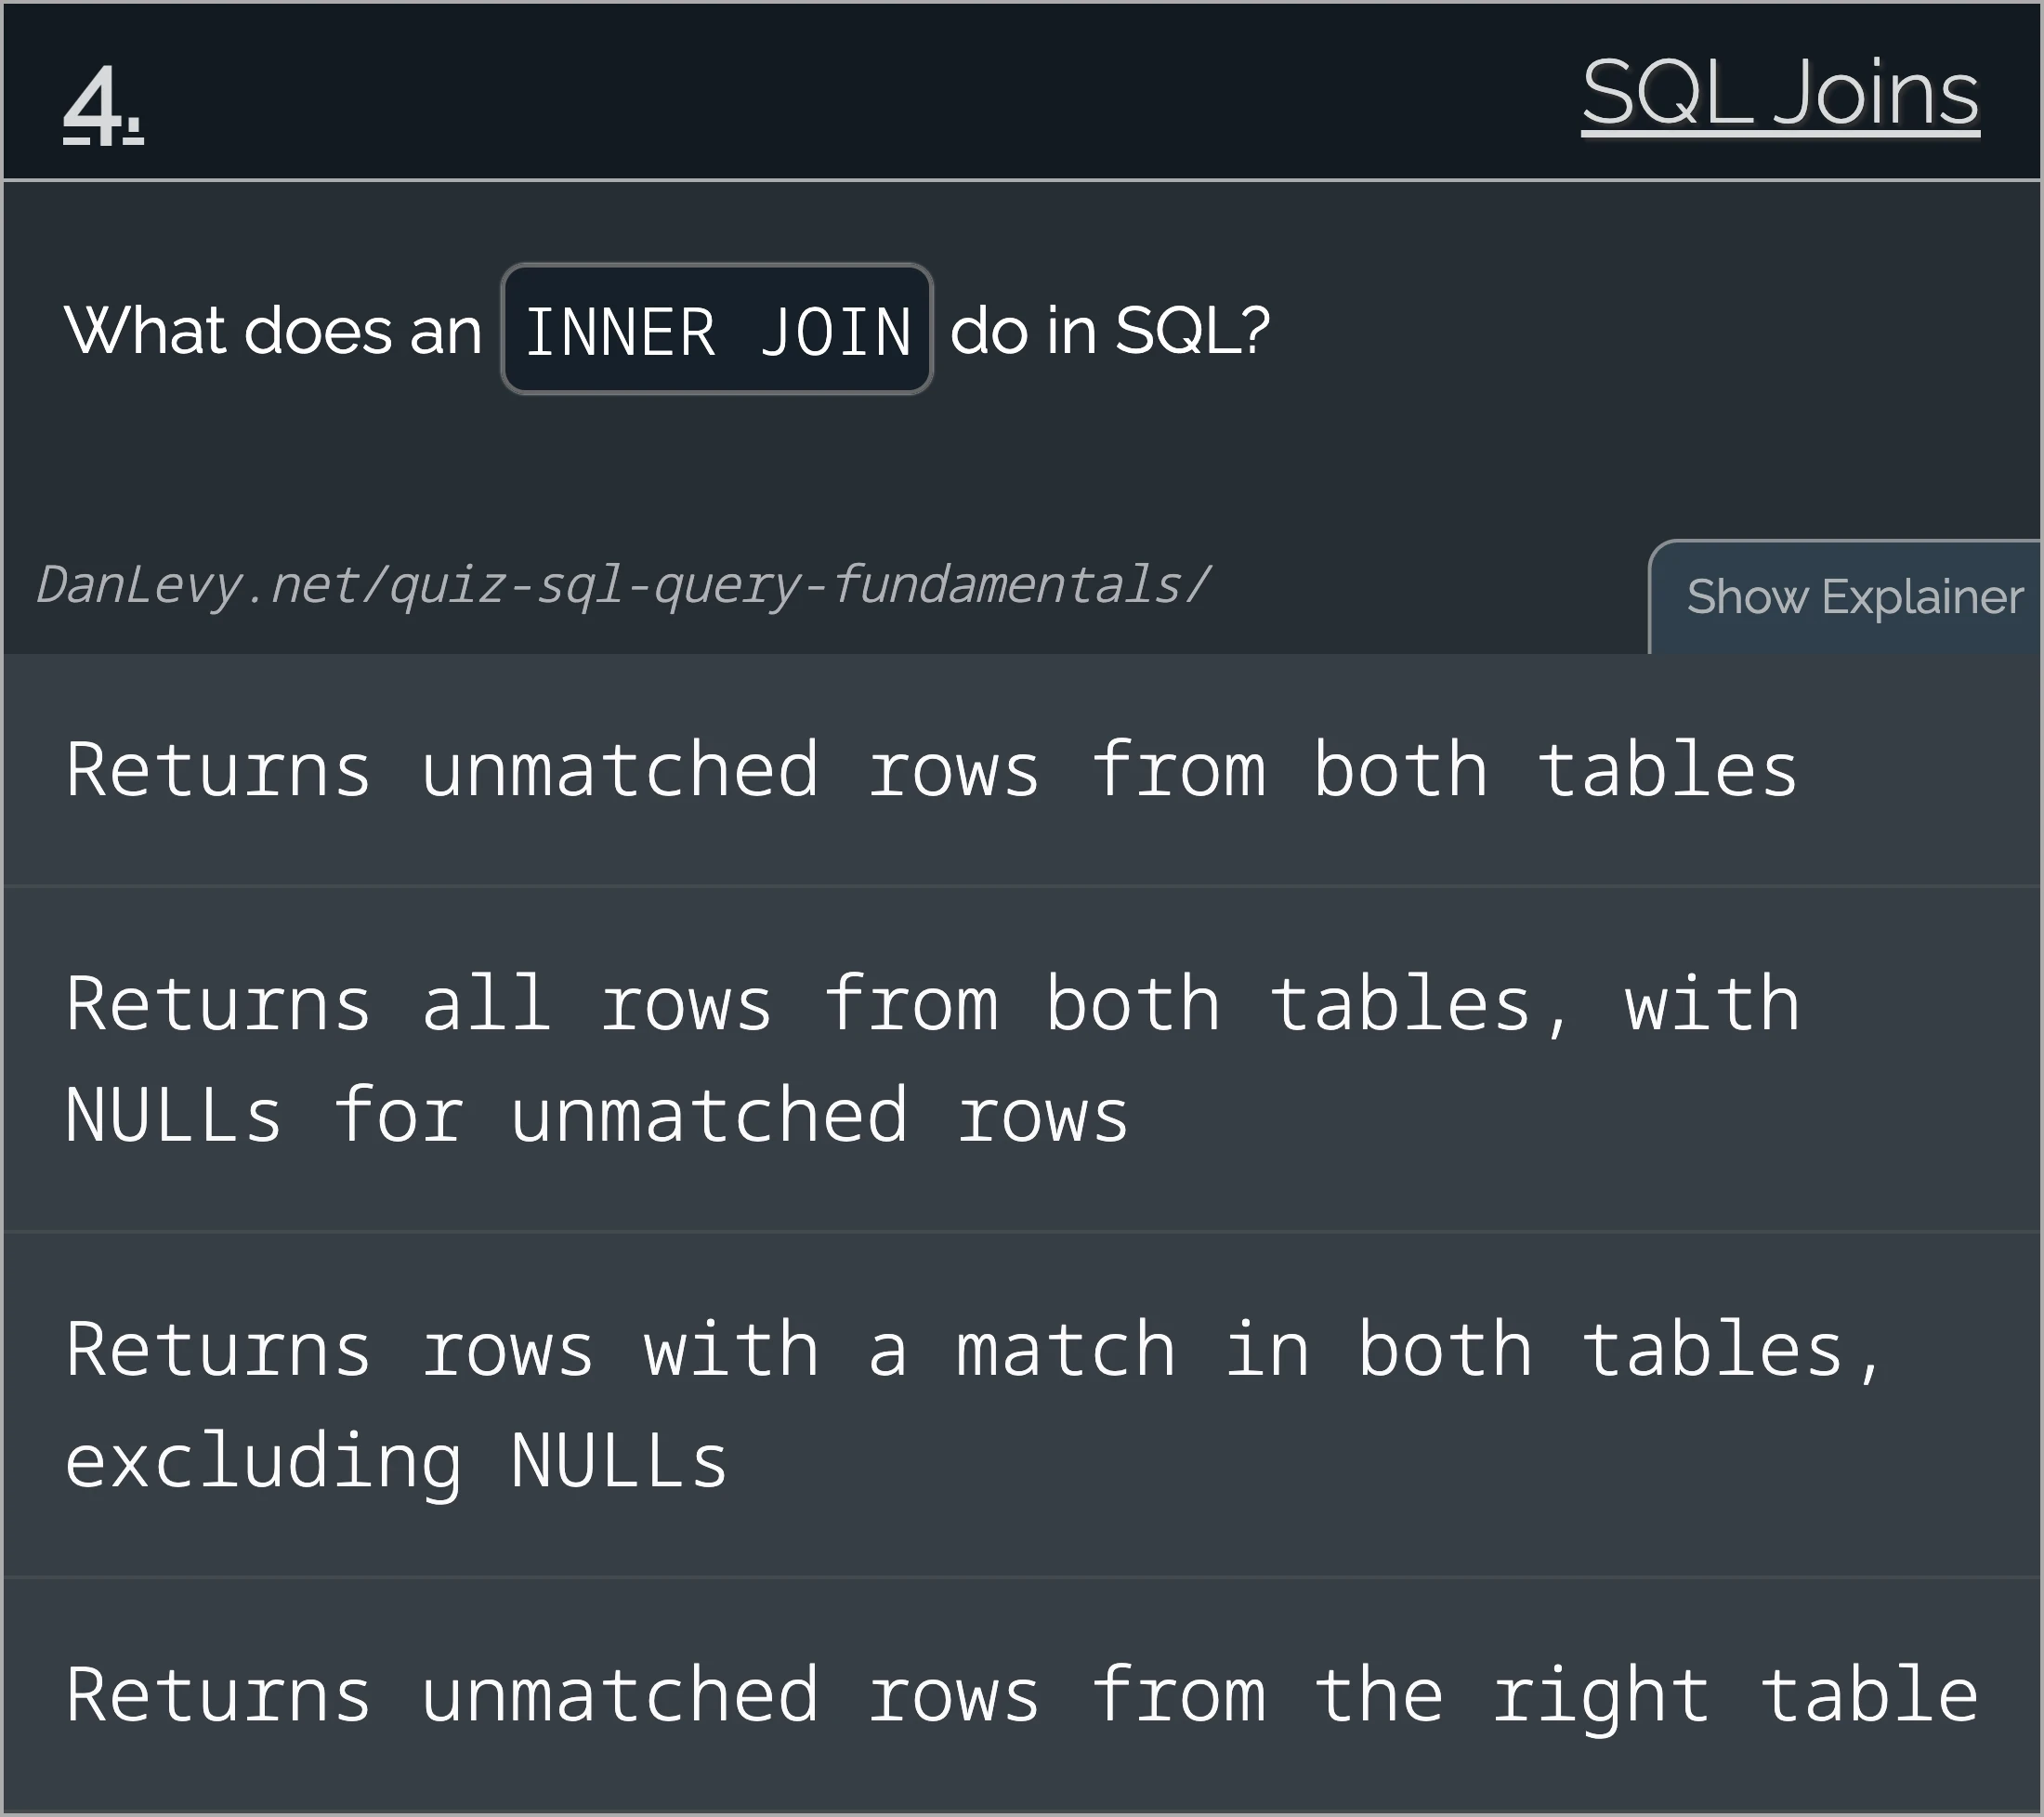 4.
SQL Joins
What does an INNER JOIN do in SQL?
DanLevy.net/quiz-sql-query-fundamentals/
Show Explainer
Returns unmatched rows from both tables
Returns all rows from both tables, with
NULLs for unmatched rows
Returns rows with a match in both tables,
excluding NULLs
Returns unmatched rows from the right table